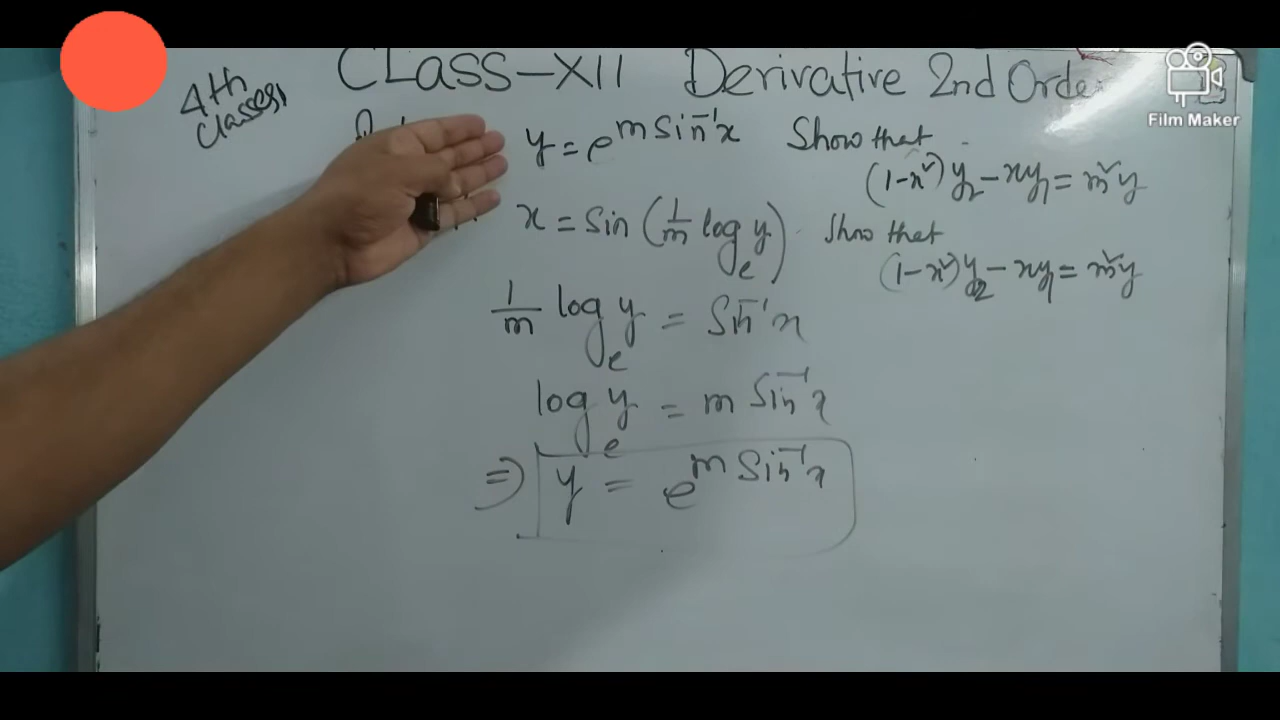 CLass-XII Derivative 2nd Orde
4th
Classes
y = e^{m sin⁻¹x} Show that
(1-x²)y₂ - xy₁ = m²y
x = sin (1/m logₑ y) Show that
(1-x²)y₂ - xy₁ = m²y
1/m logₑ y = Sin⁻¹x
logₑ y = m Sin⁻¹x
⇒ y = e^{m Sin⁻¹x}
Film Maker